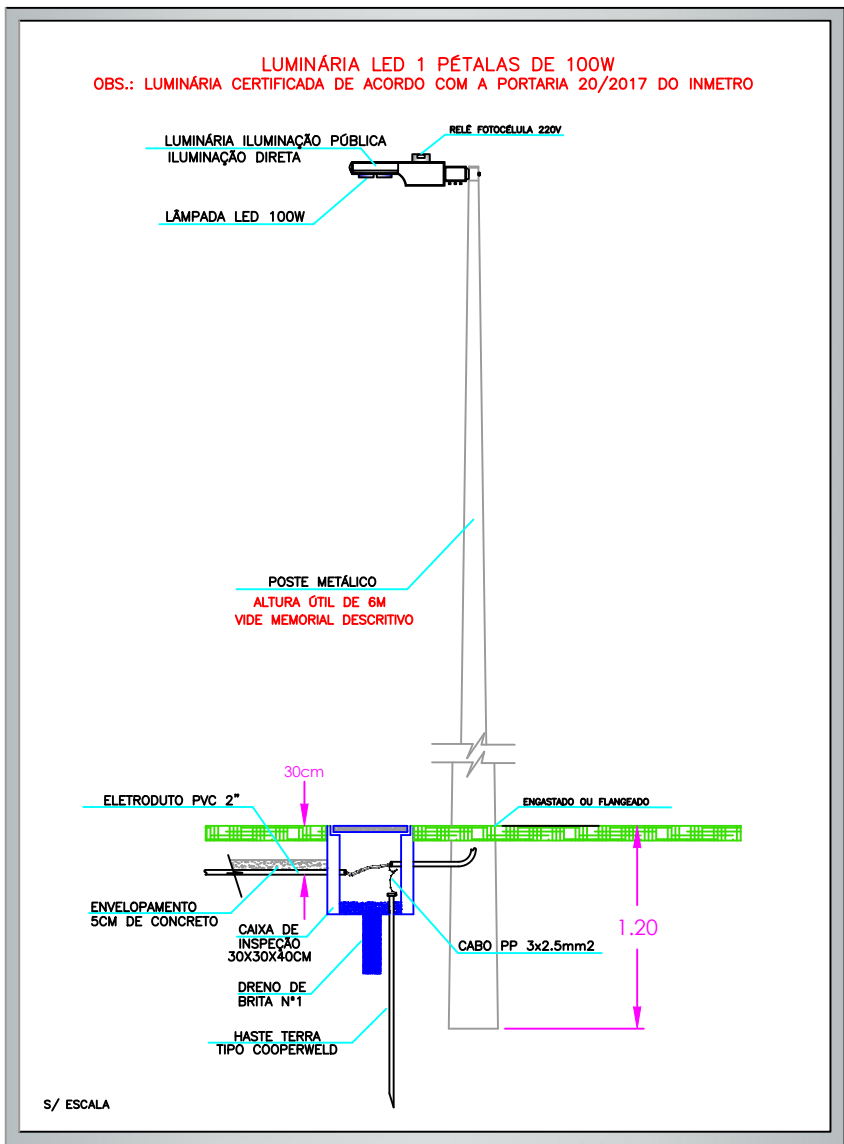 LUMINÁRIA LED 1 PÉTALAS DE 100W
OBS.: LUMINÁRIA CERTIFICADA DE ACORDO COM A PORTARIA 20/2017 DO INMETRO
RELÊ FOTOCÉLULA 220V
LUMINÁRIA ILUMINAÇÃO PÚBLICA
ILUMINAÇÃO DIRETA
LÂMPADA LED 100W
POSTE METÁLICO
ALTURA ÚTIL DE 6M
VIDE MEMORIAL DESCRITIVO
30cm
ELETRODUTO PVC 2"
ENGASTADO OU FLANGEADO
ENVELOPAMENTO
5CM DE CONCRETO
CAIXA DE
INSPEÇÃO
30X30X40CM
CABO PP 3x2.5mm2
1.20
DRENO DE
BRITA N°1
HASTE TERRA
TIPO COOPERWELD
S/ ESCALA